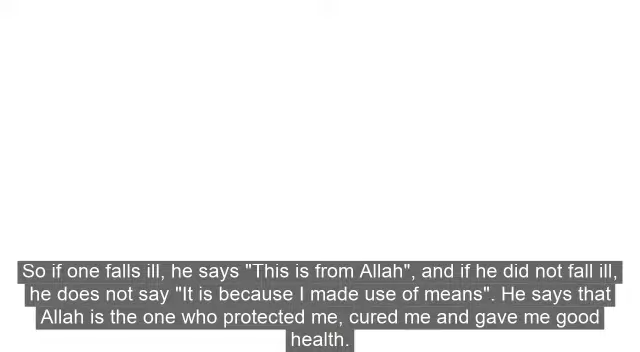 So if one falls ill, he says "This is from Allah", and if he did not fall ill,
he does not say "It is because I made use of means". He says that
Allah is the one who protected me, cured me and gave me good
health.